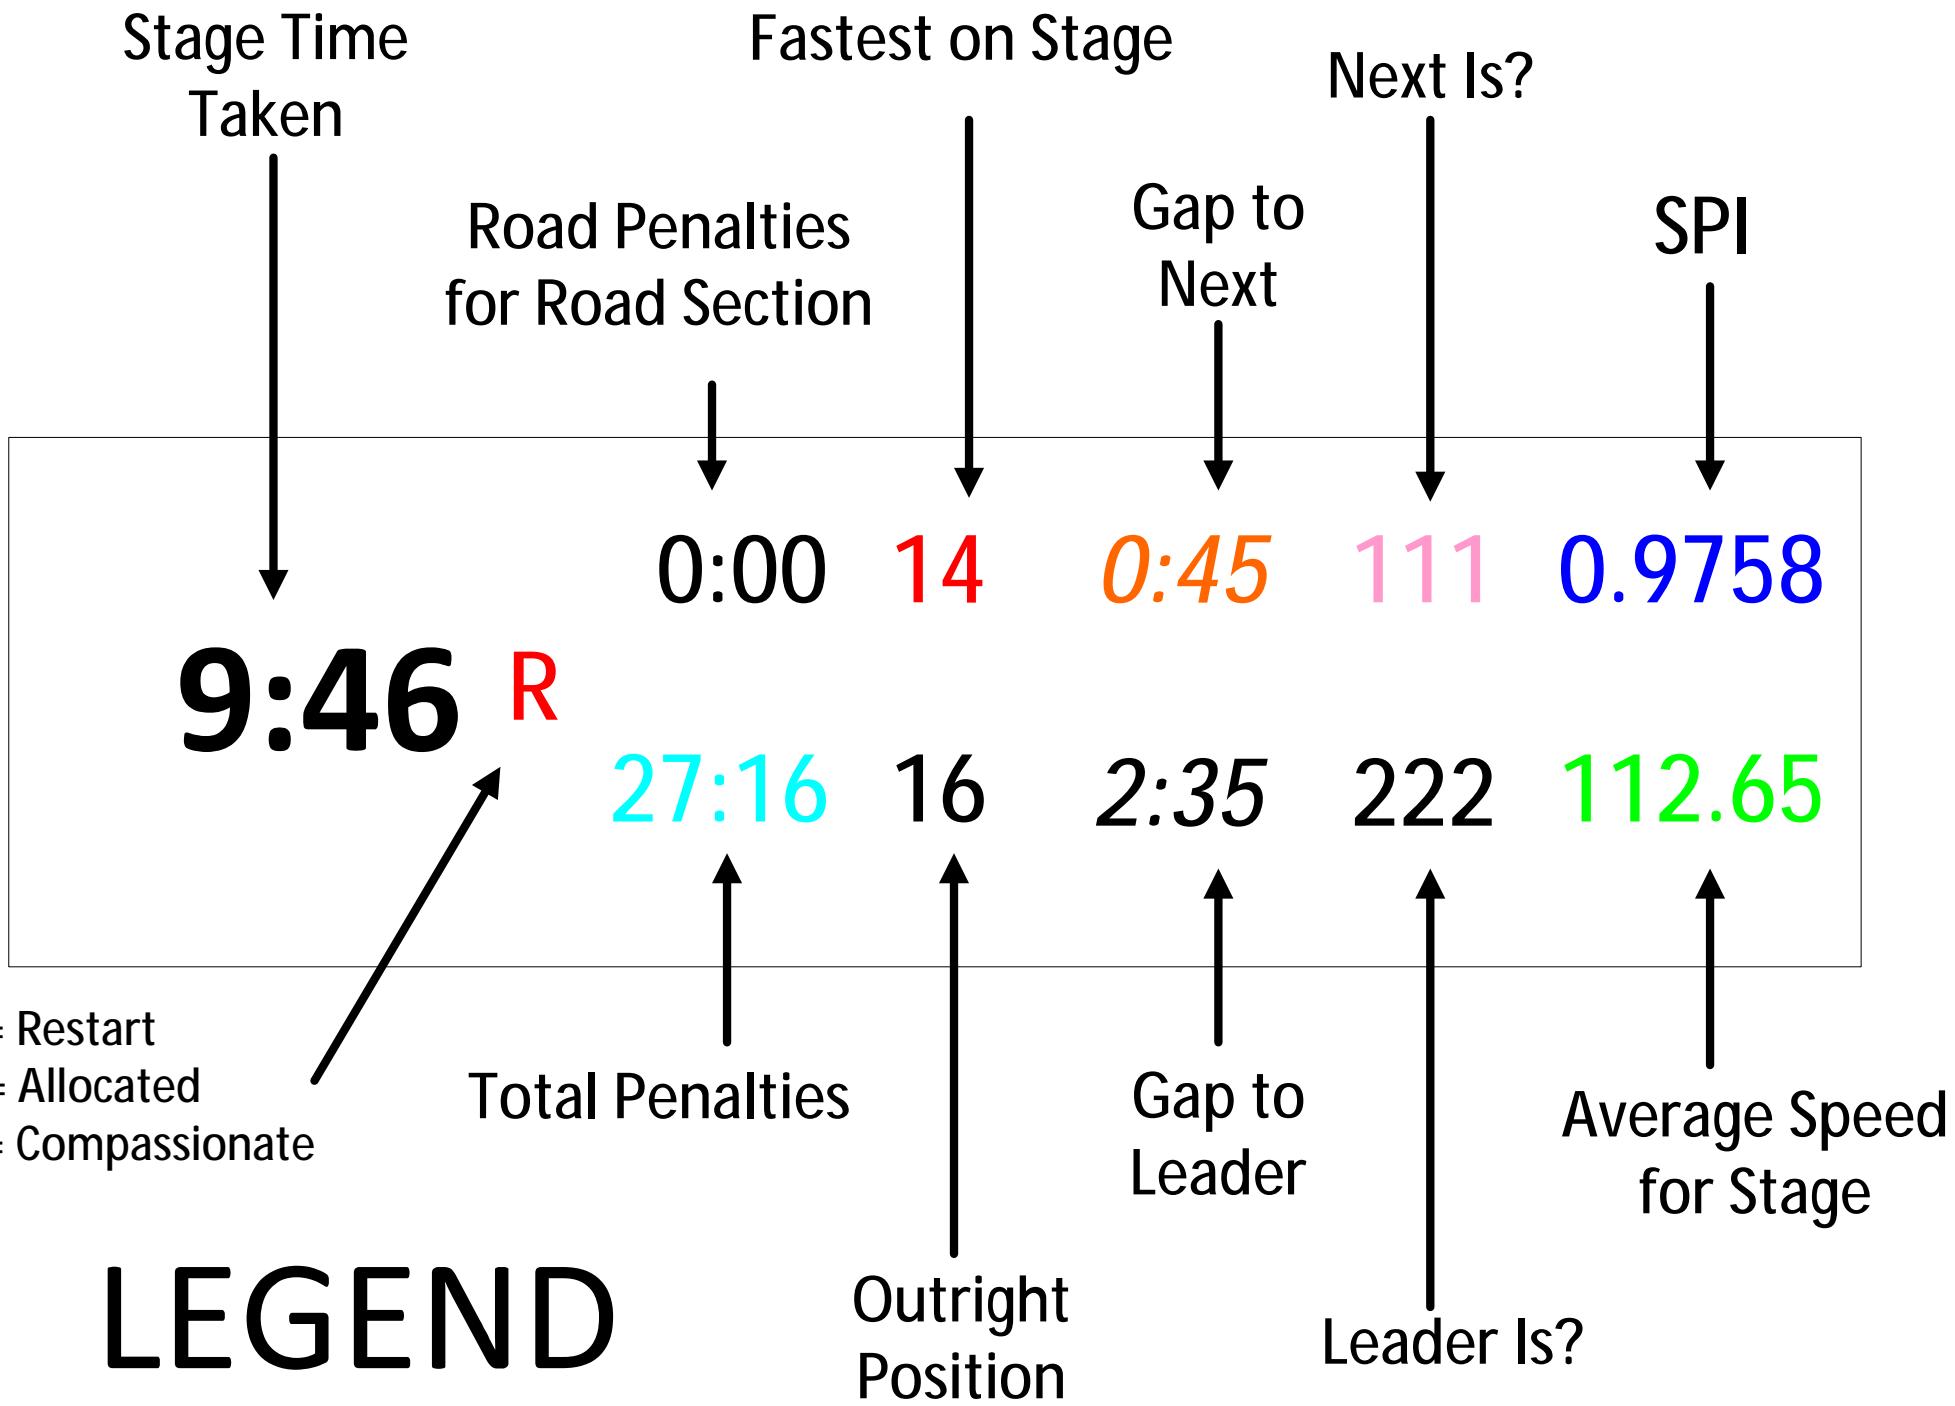 Stage Time
Taken
Fastest on Stage
Next Is?
Road Penalties
for Road Section
Gap to
Next
SPI
0:00 14 0:45 111 0.9758
9:46 R
27:16 16 2:35 222 112.65
= Restart
= Allocated
= Compassionate
Total Penalties
Gap to
Leader
Average Speed
for Stage
LEGEND
Outright
Position
Leader Is?